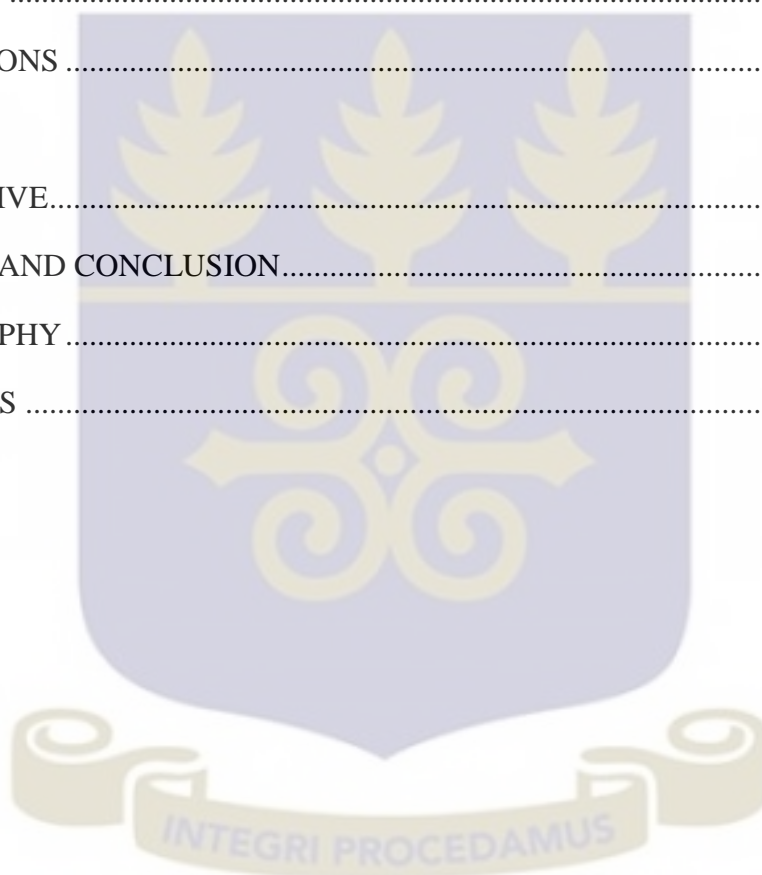 ........................................................................................................
ONS ........................................................................................................
IVE........................................................................................................
AND CONCLUSION........................................................................
PHY ........................................................................................................
S ........................................................................................................
INTEGRI PROCEDAMUS